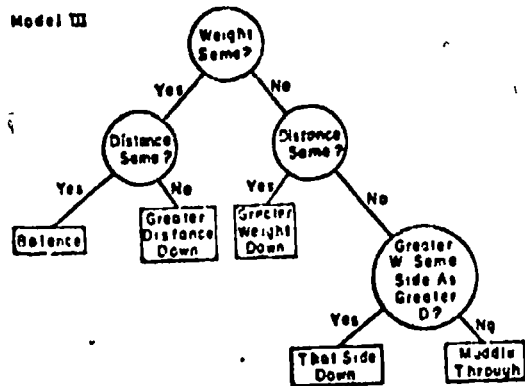 Model III
Weight
Same?
Yes
No
Distance
Same?
Distance
Same?
Yes
No
Yes
No
Balance
Greater
Distance
Down
Greater
Weight
Down
Greater
W Same
Side As
Greater
D?
Yes
No
That Side
Down
Muddle
Through